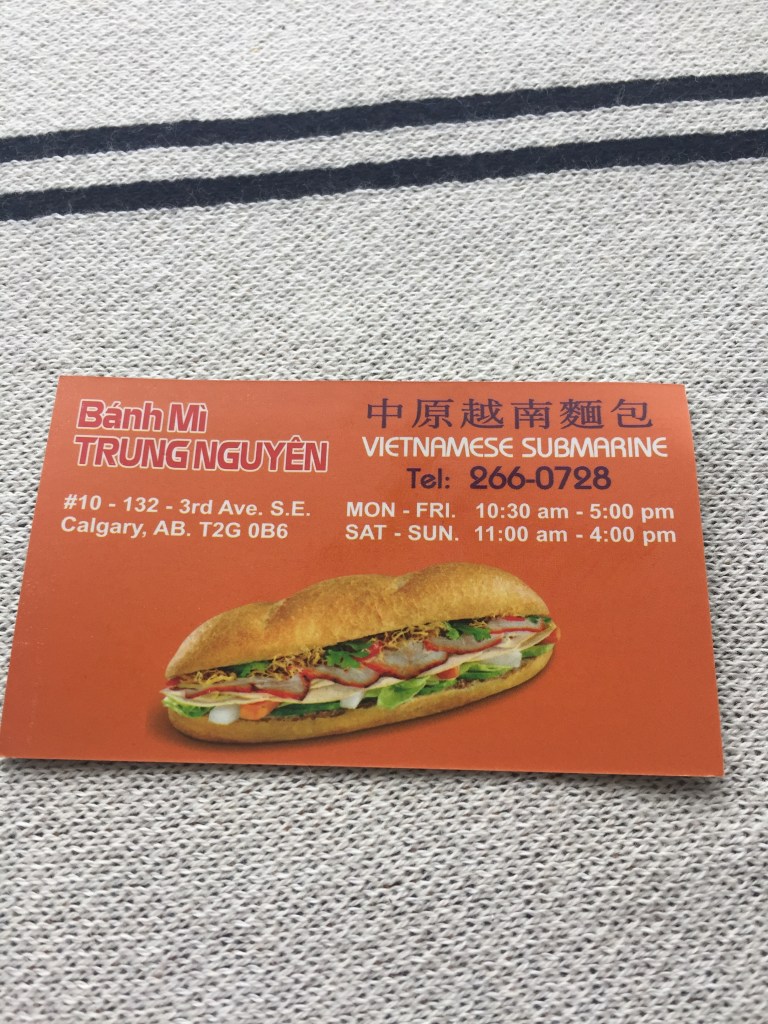 Bánh Mì
TRUNG NGUYÊN
#10 - 132 - 3rd Ave. S.E.
Calgary, AB. T2G 0B6
中原越南麵包
VIETNAMESE SUBMARINE
Tel: 266-0728
MON - FRI. 10:30 am - 5:00 pm
SAT - SUN. 11:00 am - 4:00 pm